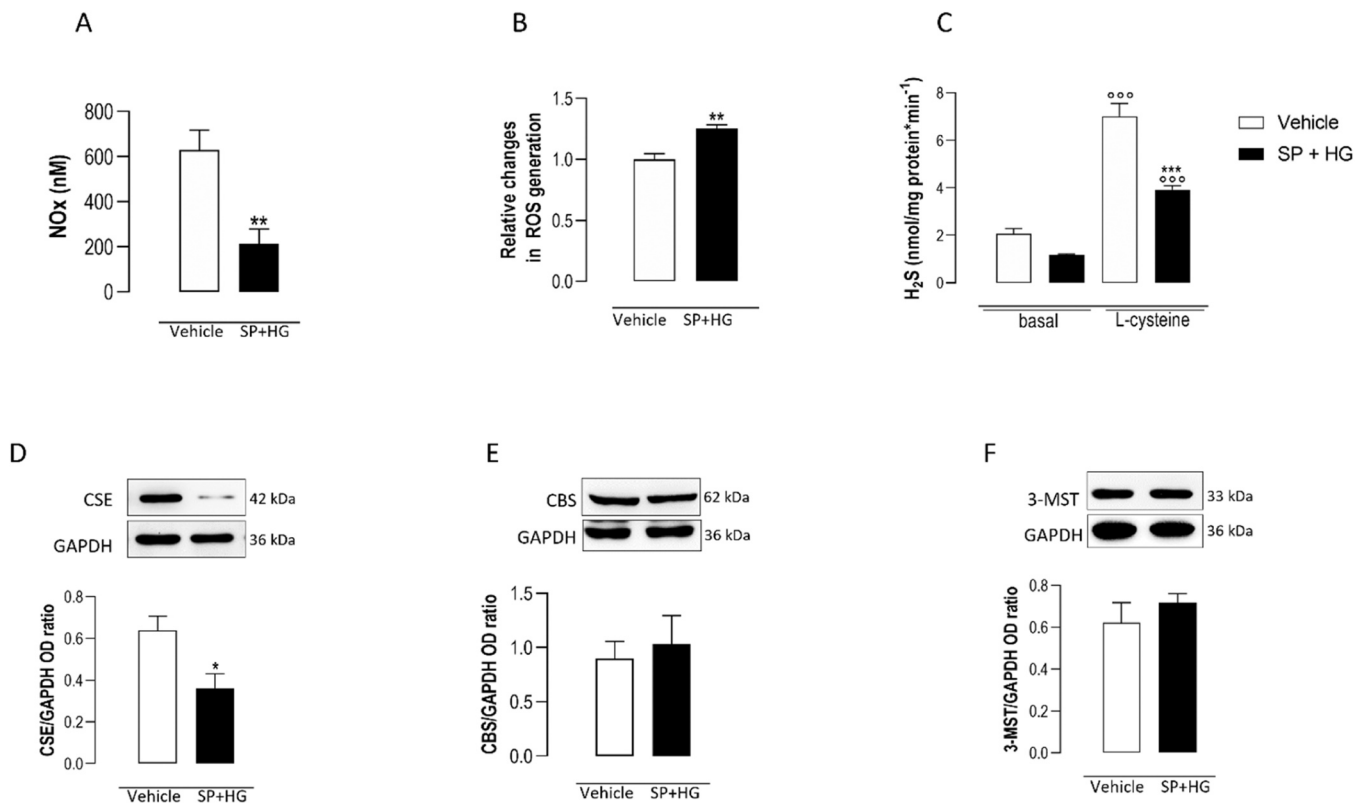 A
NOx (nM)
800
600
400
200
0
**
Vehicle SP+HG
B
Relative changes
in ROS generation
1.5
1.0
0.5
0.0
**
Vehicle SP+HG
C
H₂S (nmol/mg protein*min⁻¹)
8
6
4
2
0
°°°
***
°°°
basal L-cysteine
Vehicle
SP + HG
D
CSE 42 kDa
GAPDH 36 kDa
CSE/GAPDH OD ratio
0.8
0.6
0.4
0.2
0.0
*
Vehicle SP+HG
E
CBS 62 kDa
GAPDH 36 kDa
CBS/GAPDH OD ratio
1.5
1.0
0.5
0.0
Vehicle SP+HG
F
3-MST 33 kDa
GAPDH 36 kDa
3-MST/GAPDH OD ratio
0.8
0.6
0.4
0.2
0.0
Vehicle SP+HG